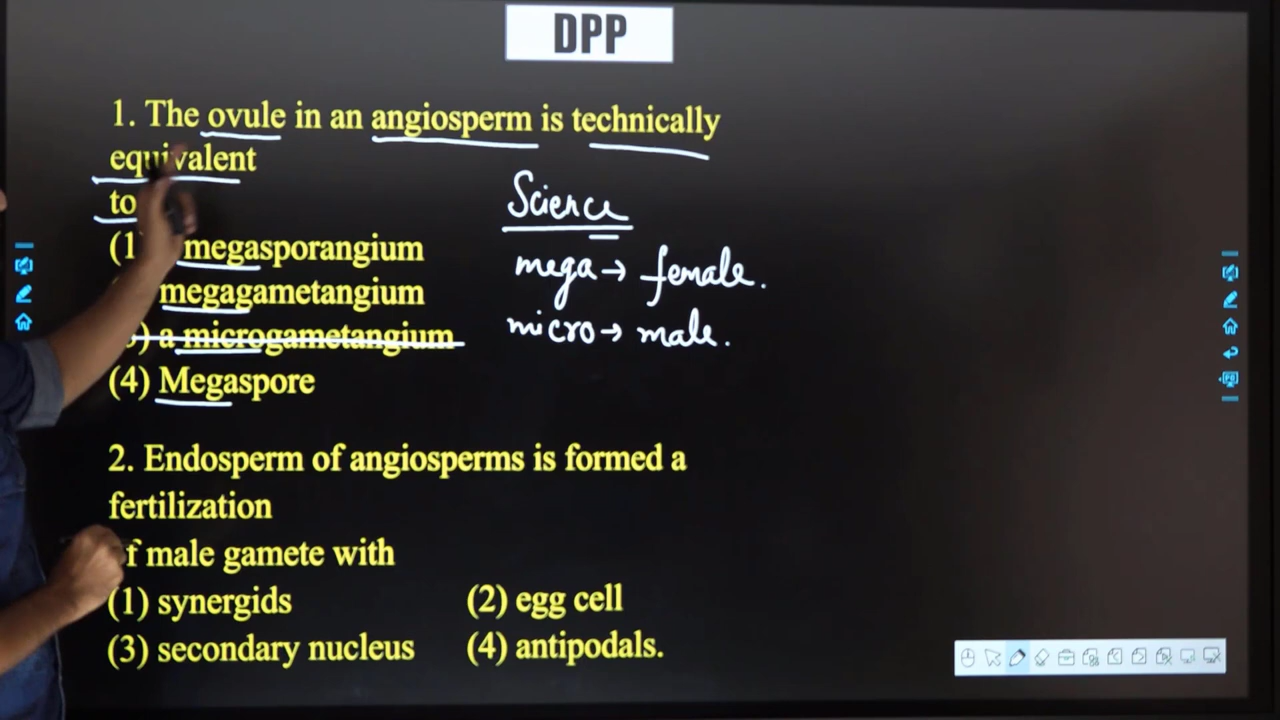 DPP
1. The ovule in an angiosperm is technically
equivalent
to
(1) megasporangium
megagametangium
) a microgametangium
(4) Megaspore
Science
mega → female.
micro → male.
2. Endosperm of angiosperms is formed a
fertilization
of male gamete with
(1) synergids
(2) egg cell
(3) secondary nucleus
(4) antipodals.